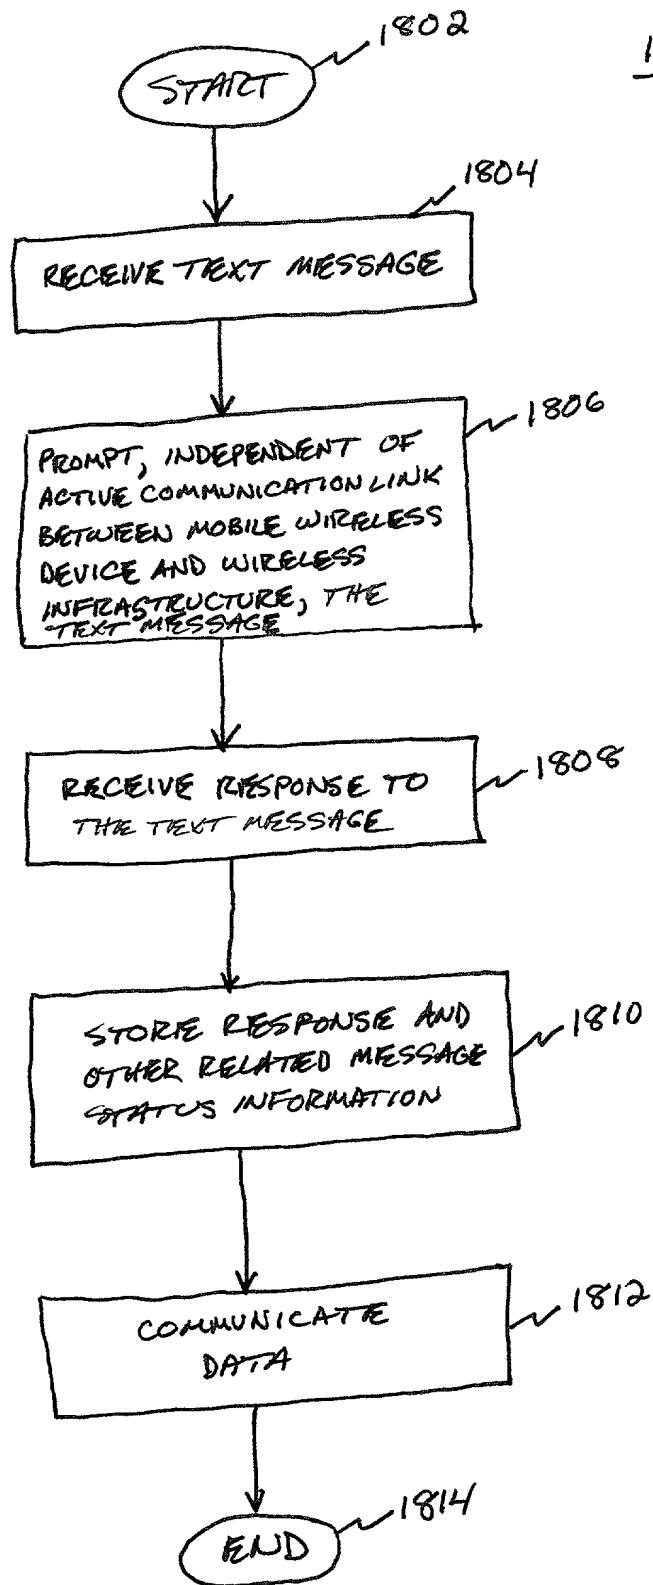 1802
START
1804
RECEIVE TEXT MESSAGE
1806
PROMPT, INDEPENDENT OF
ACTIVE COMMUNICATION LINK
BETWEEN MOBILE WIRELESS
DEVICE AND WIRELESS
INFRASTRUCTURE, THE
TEXT MESSAGE
1808
RECEIVE RESPONSE TO
THE TEXT MESSAGE
1810
STORE RESPONSE AND
OTHER RELATED MESSAGE
STATUS INFORMATION
1812
COMMUNICATE
DATA
1814
END